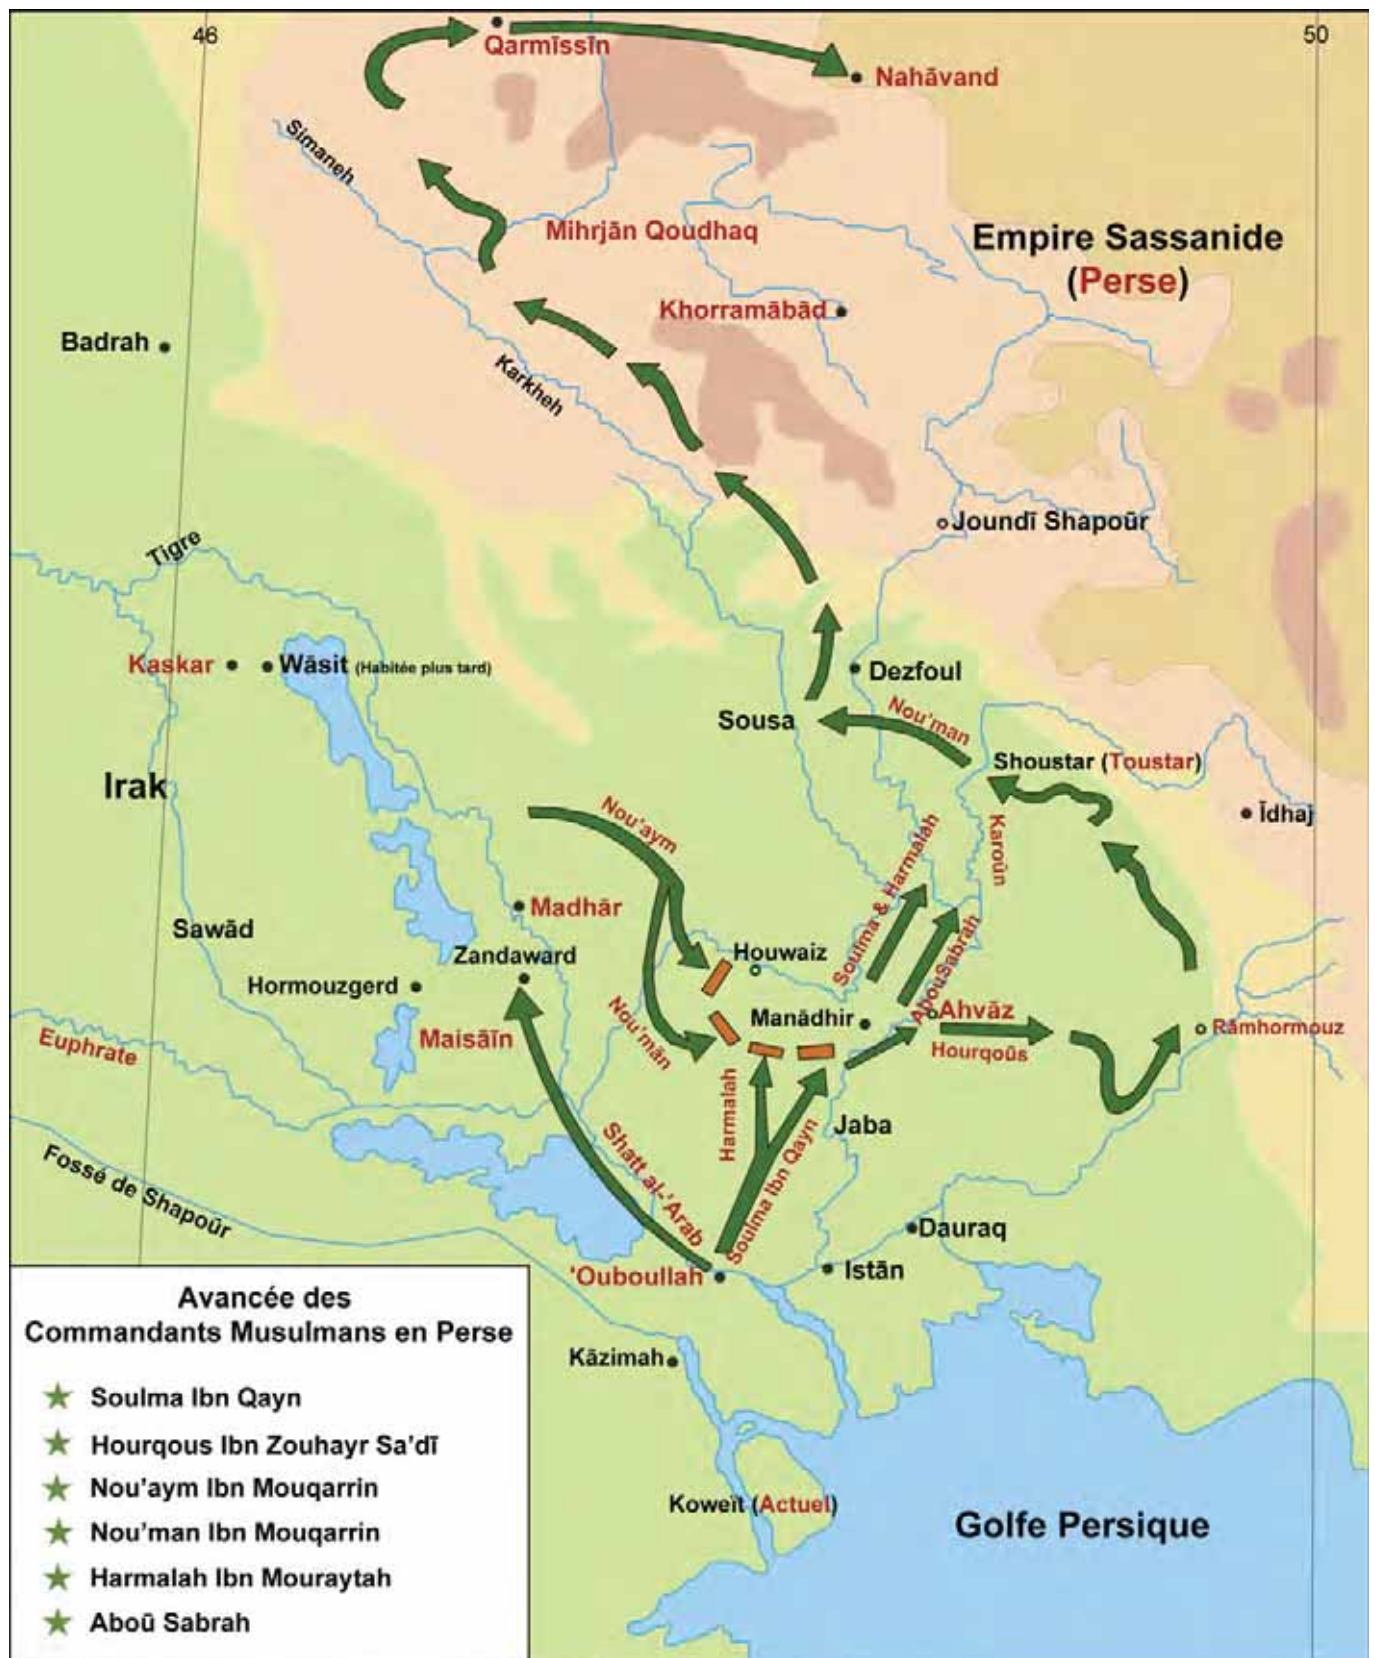 46
50
Qarmīssīn
Nahāvand
Simaneh
Mihrjān Qoudhaq
Empire Sassanide
(Perse)
Khorramābād
Badrah
Karkheh
Joundī Shapoūr
Tigre
Kaskar
Wāsit (Habitée plus tard)
Dezfoul
Sousa
Nou'man
Shoustar (Toustar)
Irak
Īdhaj
Nou'aym
Karoūn
Soulma & Harmalah
Madhār
Sawād
Zandaward
Houwaiz
AbouSabrah
Hormouzgerd
Manādhir
Ahvāz
Rāmhormouz
Maisāīn
Nou'mān
Hourqoūs
Euphrate
Harmalah
Jaba
Soulma Ibn Qayn
Shatt al-'Arab
Fossé de Shapoūr
Dauraq
'Ouboullah
Istān
Kāzimah
Koweït (Actuel)
Golfe Persique
Avancée des
Commandants Musulmans en Perse
Soulma Ibn Qayn
Hourqous Ibn Zouhayr Sa'dī
Nou'aym Ibn Mouqarrin
Nou'man Ibn Mouqarrin
Harmalah Ibn Mouraytah
Aboū Sabrah